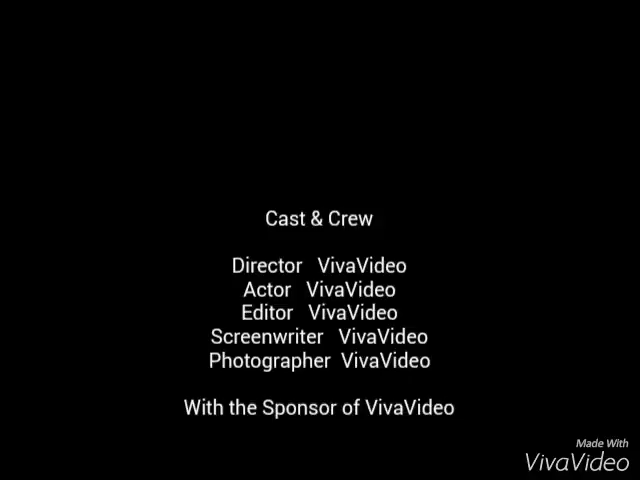 Cast & Crew
Director VivaVideo
Actor VivaVideo
Editor VivaVideo
Screenwriter VivaVideo
Photographer VivaVideo
With the Sponsor of VivaVideo
Made With
VivaVideo